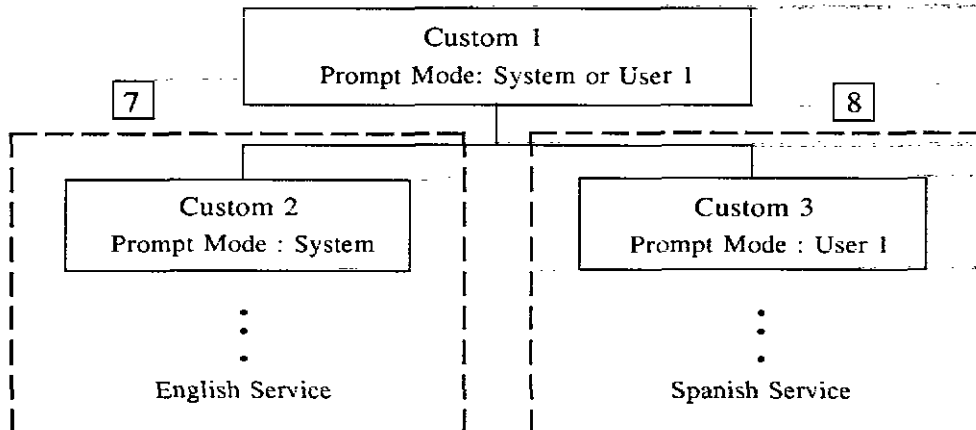 Custom 1
Prompt Mode: System or User 1
7
8
Custom 2
Prompt Mode : System
Custom 3
Prompt Mode : User 1
English Service
Spanish Service